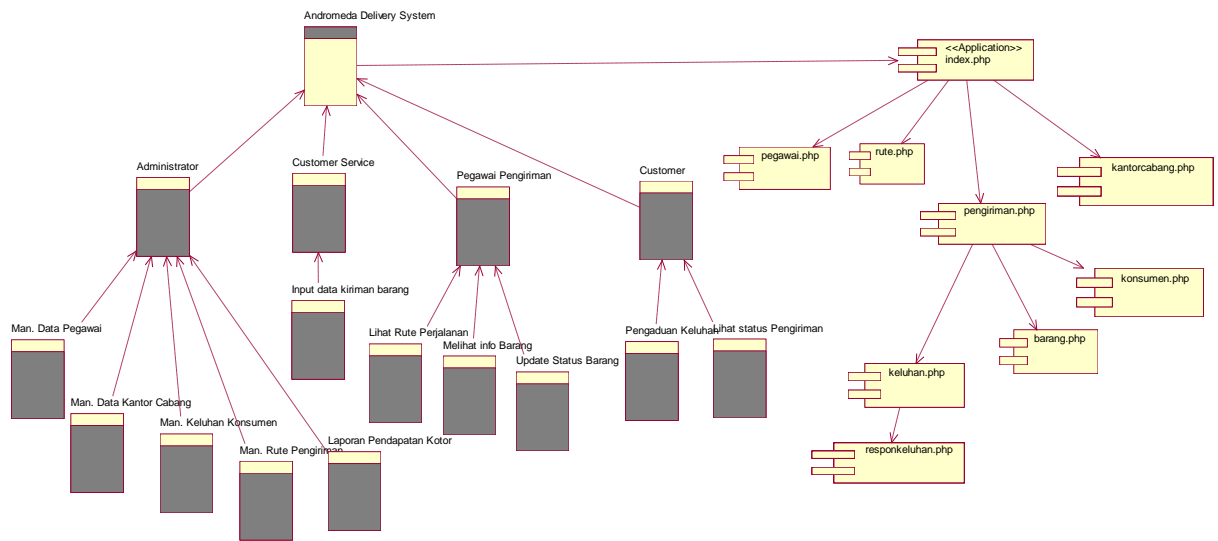 Andromeda Delivery System
<<Application>>
index.php
pegawai.php
rute.php
kantorcabang.php
Administrator
Customer Service
Pegawai Pengiriman
Customer
pengiriman.php
konsumen.php
Input data kiriman barang
Man. Data Pegawai
Lihat Rute Perjalanan
Melihat info Barang
Update Status Barang
Pengaduan Keluhan
Lihat status Pengiriman
barang.php
keluhan.php
Man. Data Kantor Cabang
Man. Keluhan Konsumen
Man. Rute Pengiriman
Laporan Pendapatan Kotor
responkeluhan.php